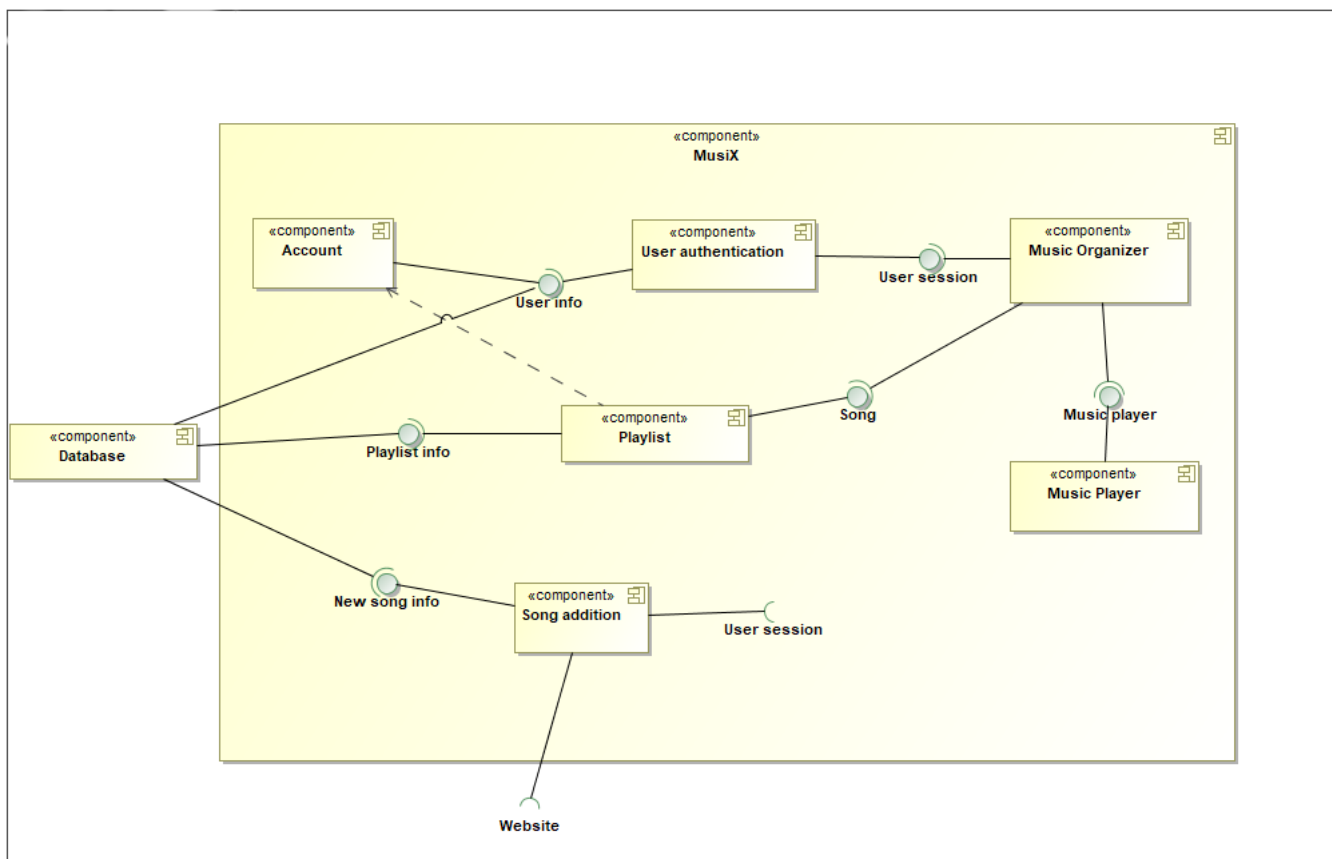 «component»
MusiX
«component»
Account
«component»
User authentication
«component»
Music Organizer
User session
User info
«component»
Playlist
Song
Music player
«component»
Database
Playlist info
«component»
Music Player
New song info
«component»
Song addition
User session
Website